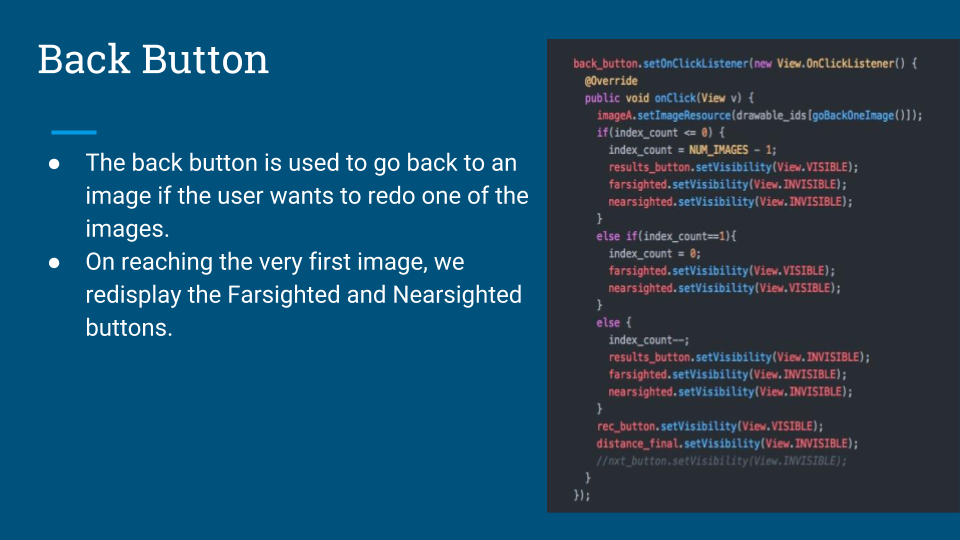 Back Button
● The back button is used to go back to an
image if the user wants to redo one of the
images.
● On reaching the very first image, we
redisplay the Farsighted and Nearsighted
buttons.
back_button.setOnClickListener(new View.OnClickListener() {
@Override
public void onClick(View v) {
imageA.setImageResource(drawable_ids[goBackOneImage()]);
if(index_count <= 0) {
index_count = NUM_IMAGES - 1;
results_button.setVisibility(View.VISIBLE);
farsighted.setVisibility(View.INVISIBLE);
nearsighted.setVisibility(View.INVISIBLE);
}
else if(index_count==1){
index_count = 0;
farsighted.setVisibility(View.VISIBLE);
nearsighted.setVisibility(View.VISIBLE);
}
else {
index_count--;
results_button.setVisibility(View.INVISIBLE);
farsighted.setVisibility(View.INVISIBLE);
nearsighted.setVisibility(View.INVISIBLE);
}
rec_button.setVisibility(View.VISIBLE);
distance_final.setVisibility(View.INVISIBLE);
//nxt_button.setVisibility(View.INVISIBLE);
}
});